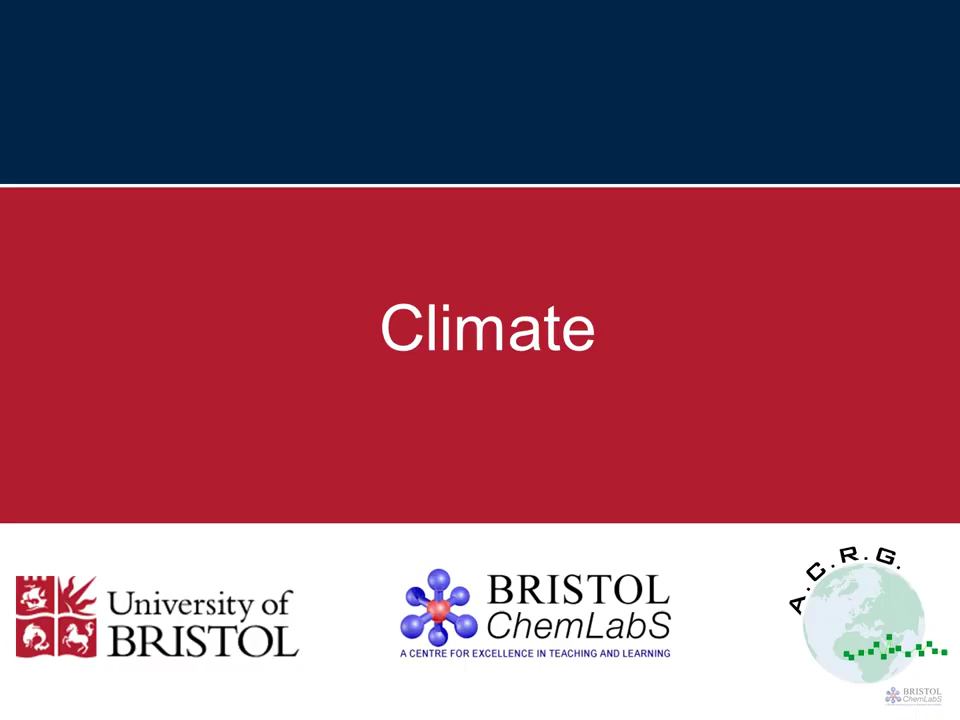 Climate
University of
BRISTOL
BRISTOL
ChemLabS
A CENTRE FOR EXCELLENCE IN TEACHING AND LEARNING
A.C.R.G.
BRISTOL
ChemLabS